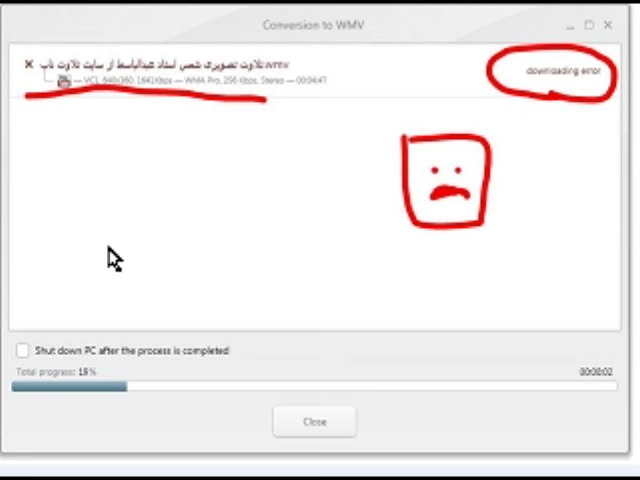 Conversion to WMV
تلاوت تصویری شمس استاد عبدالباسط از سایت تلاوت ناب.wmv
downloading error
— VC1, 640x360, 1641 Kbps — WMA Pro, 256 Kbps, Stereo — 00:04:47
Shut down PC after the process is completed
Total progress: 19%
00:00:02
Close